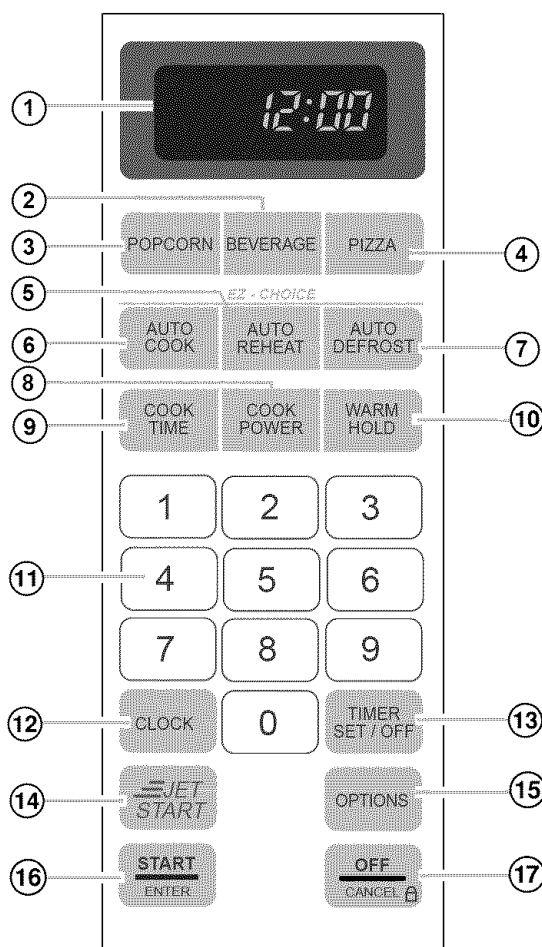 1
12:00
2
3
POPCORN BEVERAGE PIZZA
4
5
EZ - CHOICE
6
AUTO COOK
AUTO REHEAT
AUTO DEFROST
7
8
9
COOK TIME
COOK POWER
WARM HOLD
10
1 2 3
11
4 5 6
7 8 9
12
CLOCK
0
TIMER SET / OFF
13
14
JET START
OPTIONS
15
16
START
ENTER
OFF
CANCEL
17